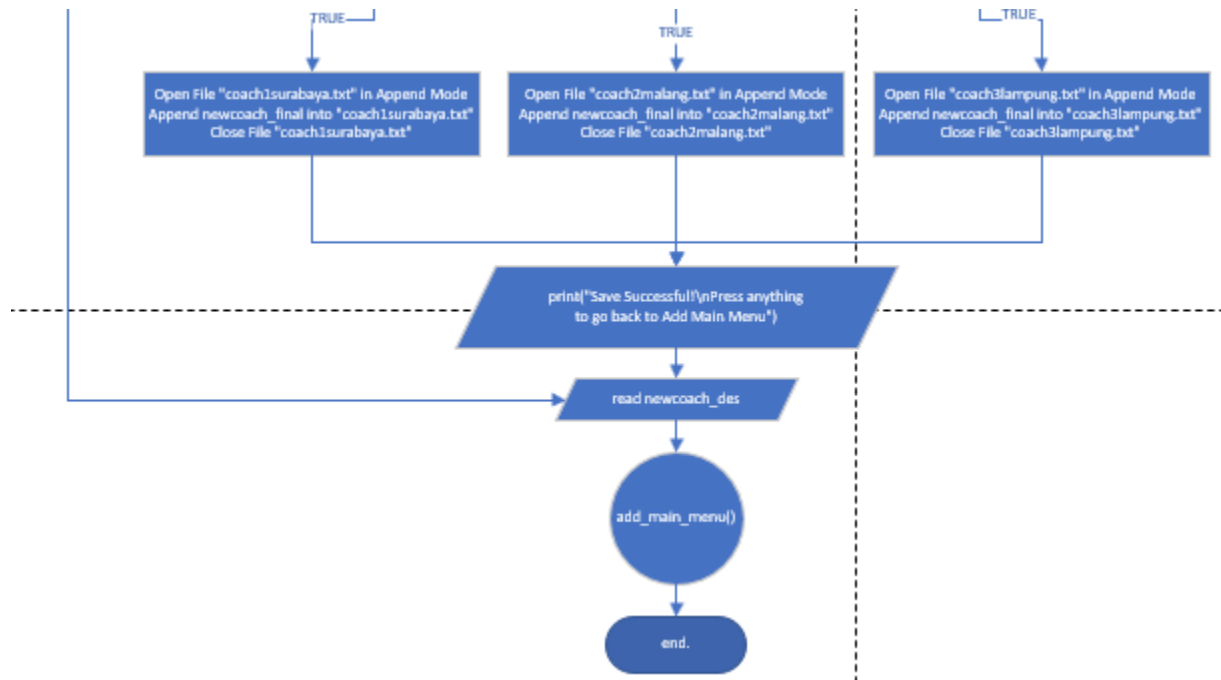 TRUE
TRUE
TRUE
Open File "coach1surabaya.txt" in Append Mode
Append newcoach_final into "coach1surabaya.txt"
Close File "coach1surabaya.txt"
Open File "coach2malang.txt" in Append Mode
Append newcoach_final into "coach2malang.txt"
Close File "coach2malang.txt"
Open File "coach3lampung.txt" in Append Mode
Append newcoach_final into "coach3lampung.txt"
Close File "coach3lampung.txt"
print("Save Successful!\nPress anything
to go back to Add Main Menu")
read newcoach_des
add_main_menu()
end.